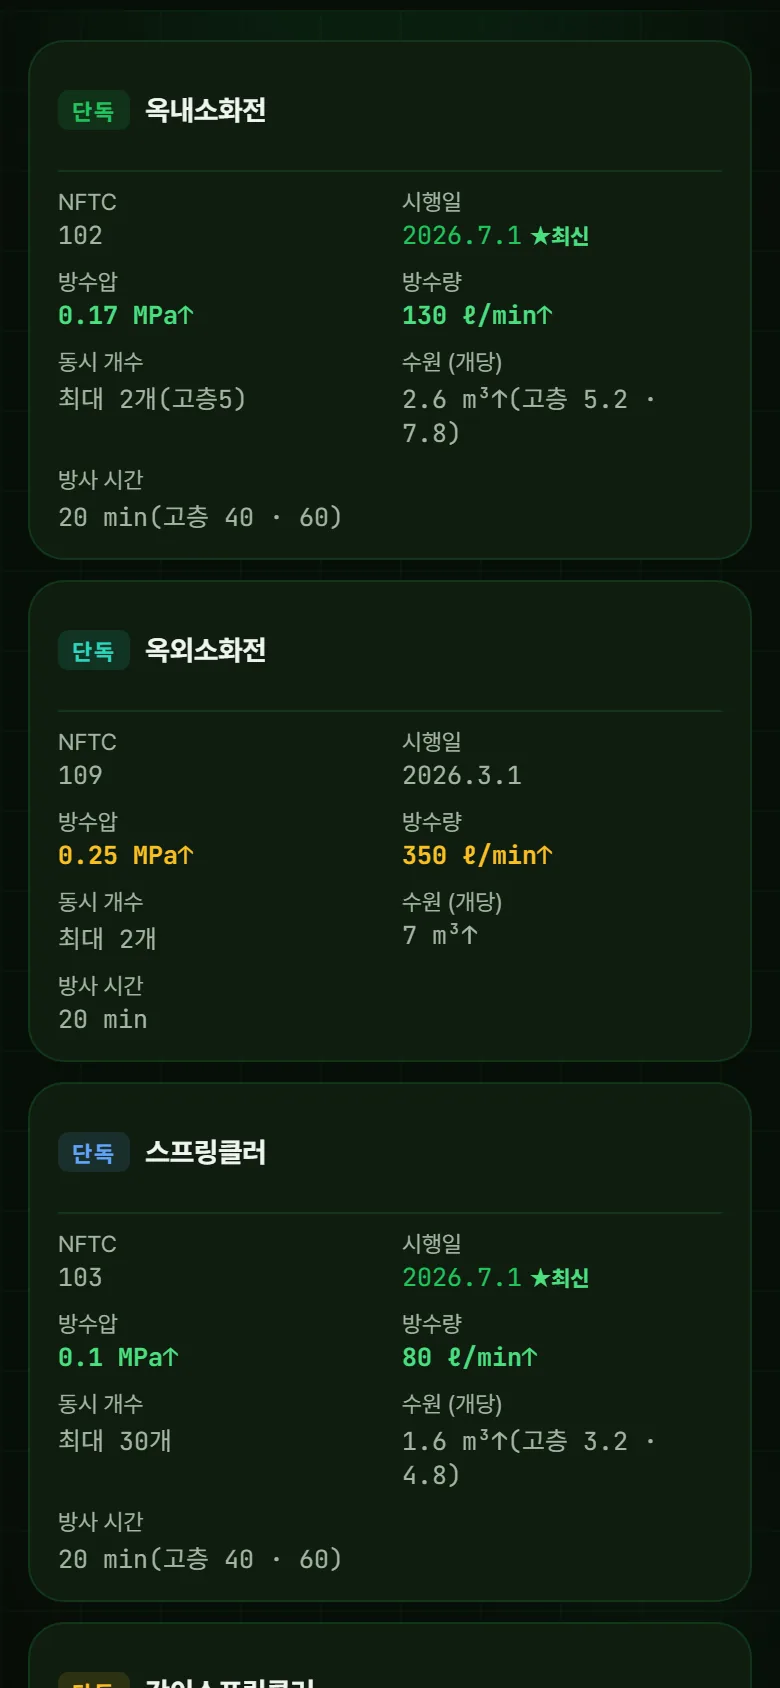 단독 옥내소화전
NFTC 시행일
102 2026.7.1 ★최신
방수압 방수량
0.17 MPa↑ 130 ℓ/min↑
동시 개수 수원 (개당)
최대 2개(고층5) 2.6 m³↑(고층 5.2 ·
7.8)
방사 시간
20 min(고층 40 · 60)
단독 옥외소화전
NFTC 시행일
109 2026.3.1
방수압 방수량
0.25 MPa↑ 350 ℓ/min↑
동시 개수 수원 (개당)
최대 2개 7 m³↑
방사 시간
20 min
단독 스프링클러
NFTC 시행일
103 2026.7.1 ★최신
방수압 방수량
0.1 MPa↑ 80 ℓ/min↑
동시 개수 수원 (개당)
최대 30개 1.6 m³↑(고층 3.2 ·
4.8)
방사 시간
20 min(고층 40 · 60)